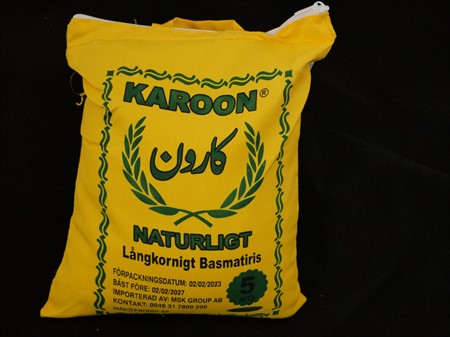 KAROON®
کارون
NATURLIGT
Långkornigt Basmatiris
FÖRPACKNINGSDATUM: 02/02/2023
BÄST FÖRE: 02/02/2027
IMPORTERAD AV: MSK GROUP AB
KONTAKT: 0046 31 7800 200
5
KG